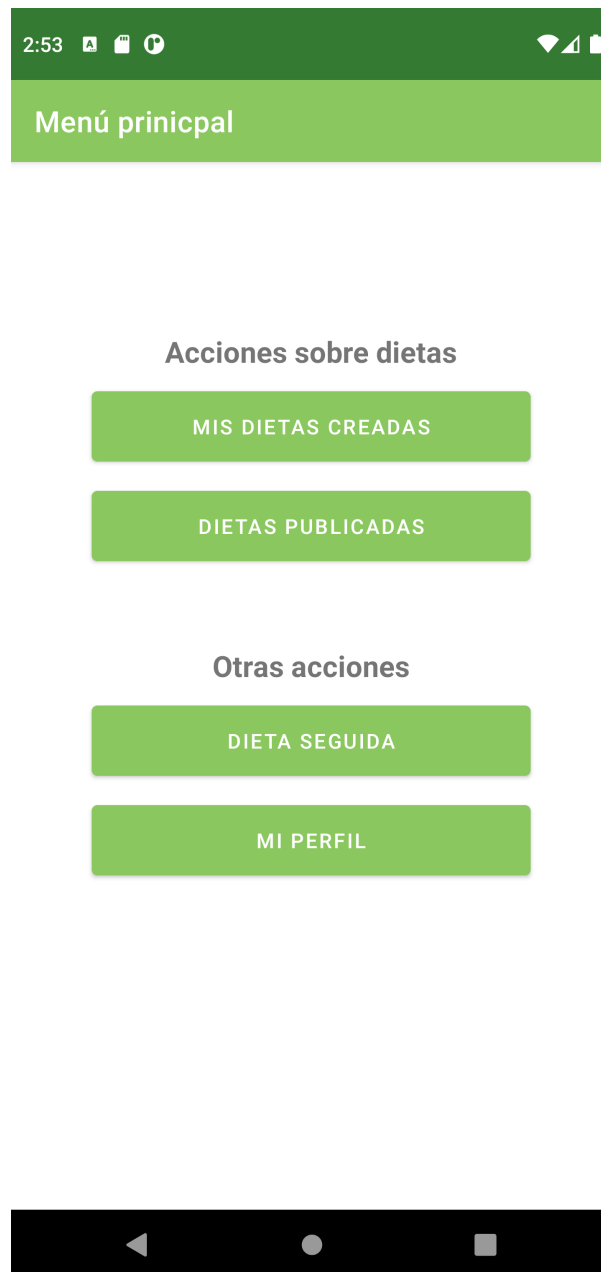 2:53
Menú prinicpal
Acciones sobre dietas
MIS DIETAS CREADAS
DIETAS PUBLICADAS
Otras acciones
DIETA SEGUIDA
MI PERFIL